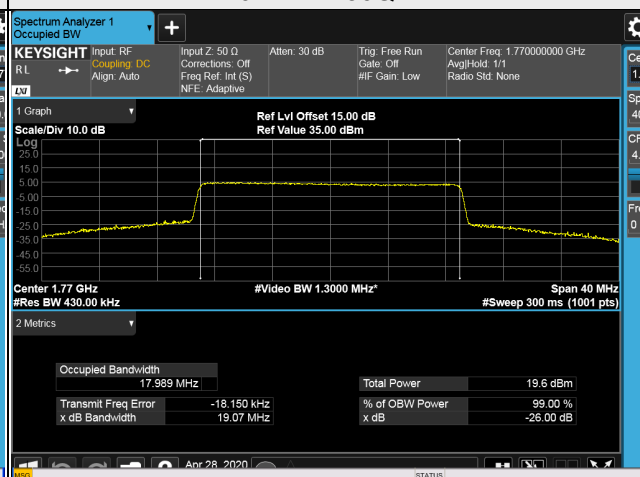 Spectrum Analyzer 1
Occupied BW
KEYSIGHT Input: RF Input Z: 50 Ω Atten: 30 dB Trig: Free Run Center Freq: 1.770000000 GHz
R L Coupling: DC Corrections: Off Gate: Off Avg|Hold: 1/1
Align: Auto Freq Ref: Int (S) #IF Gain: Low Radio Std: None
LXI NFE: Adaptive
1 Graph Ref Lvl Offset 15.00 dB
Scale/Div 10.0 dB Ref Value 35.00 dBm
Log
25.0
15.0
5.00
-5.00
-15.0
-25.0
-35.0
-45.0
-55.0
Center 1.77 GHz #Video BW 1.3000 MHz* Span 40 MHz
#Res BW 430.00 kHz #Sweep 300 ms (1001 pts)
2 Metrics
Occupied Bandwidth
17.989 MHz Total Power 19.6 dBm
Transmit Freq Error -18.150 kHz % of OBW Power 99.00 %
x dB Bandwidth 19.07 MHz x dB -26.00 dB
Apr 28, 2020
MSG STATUS